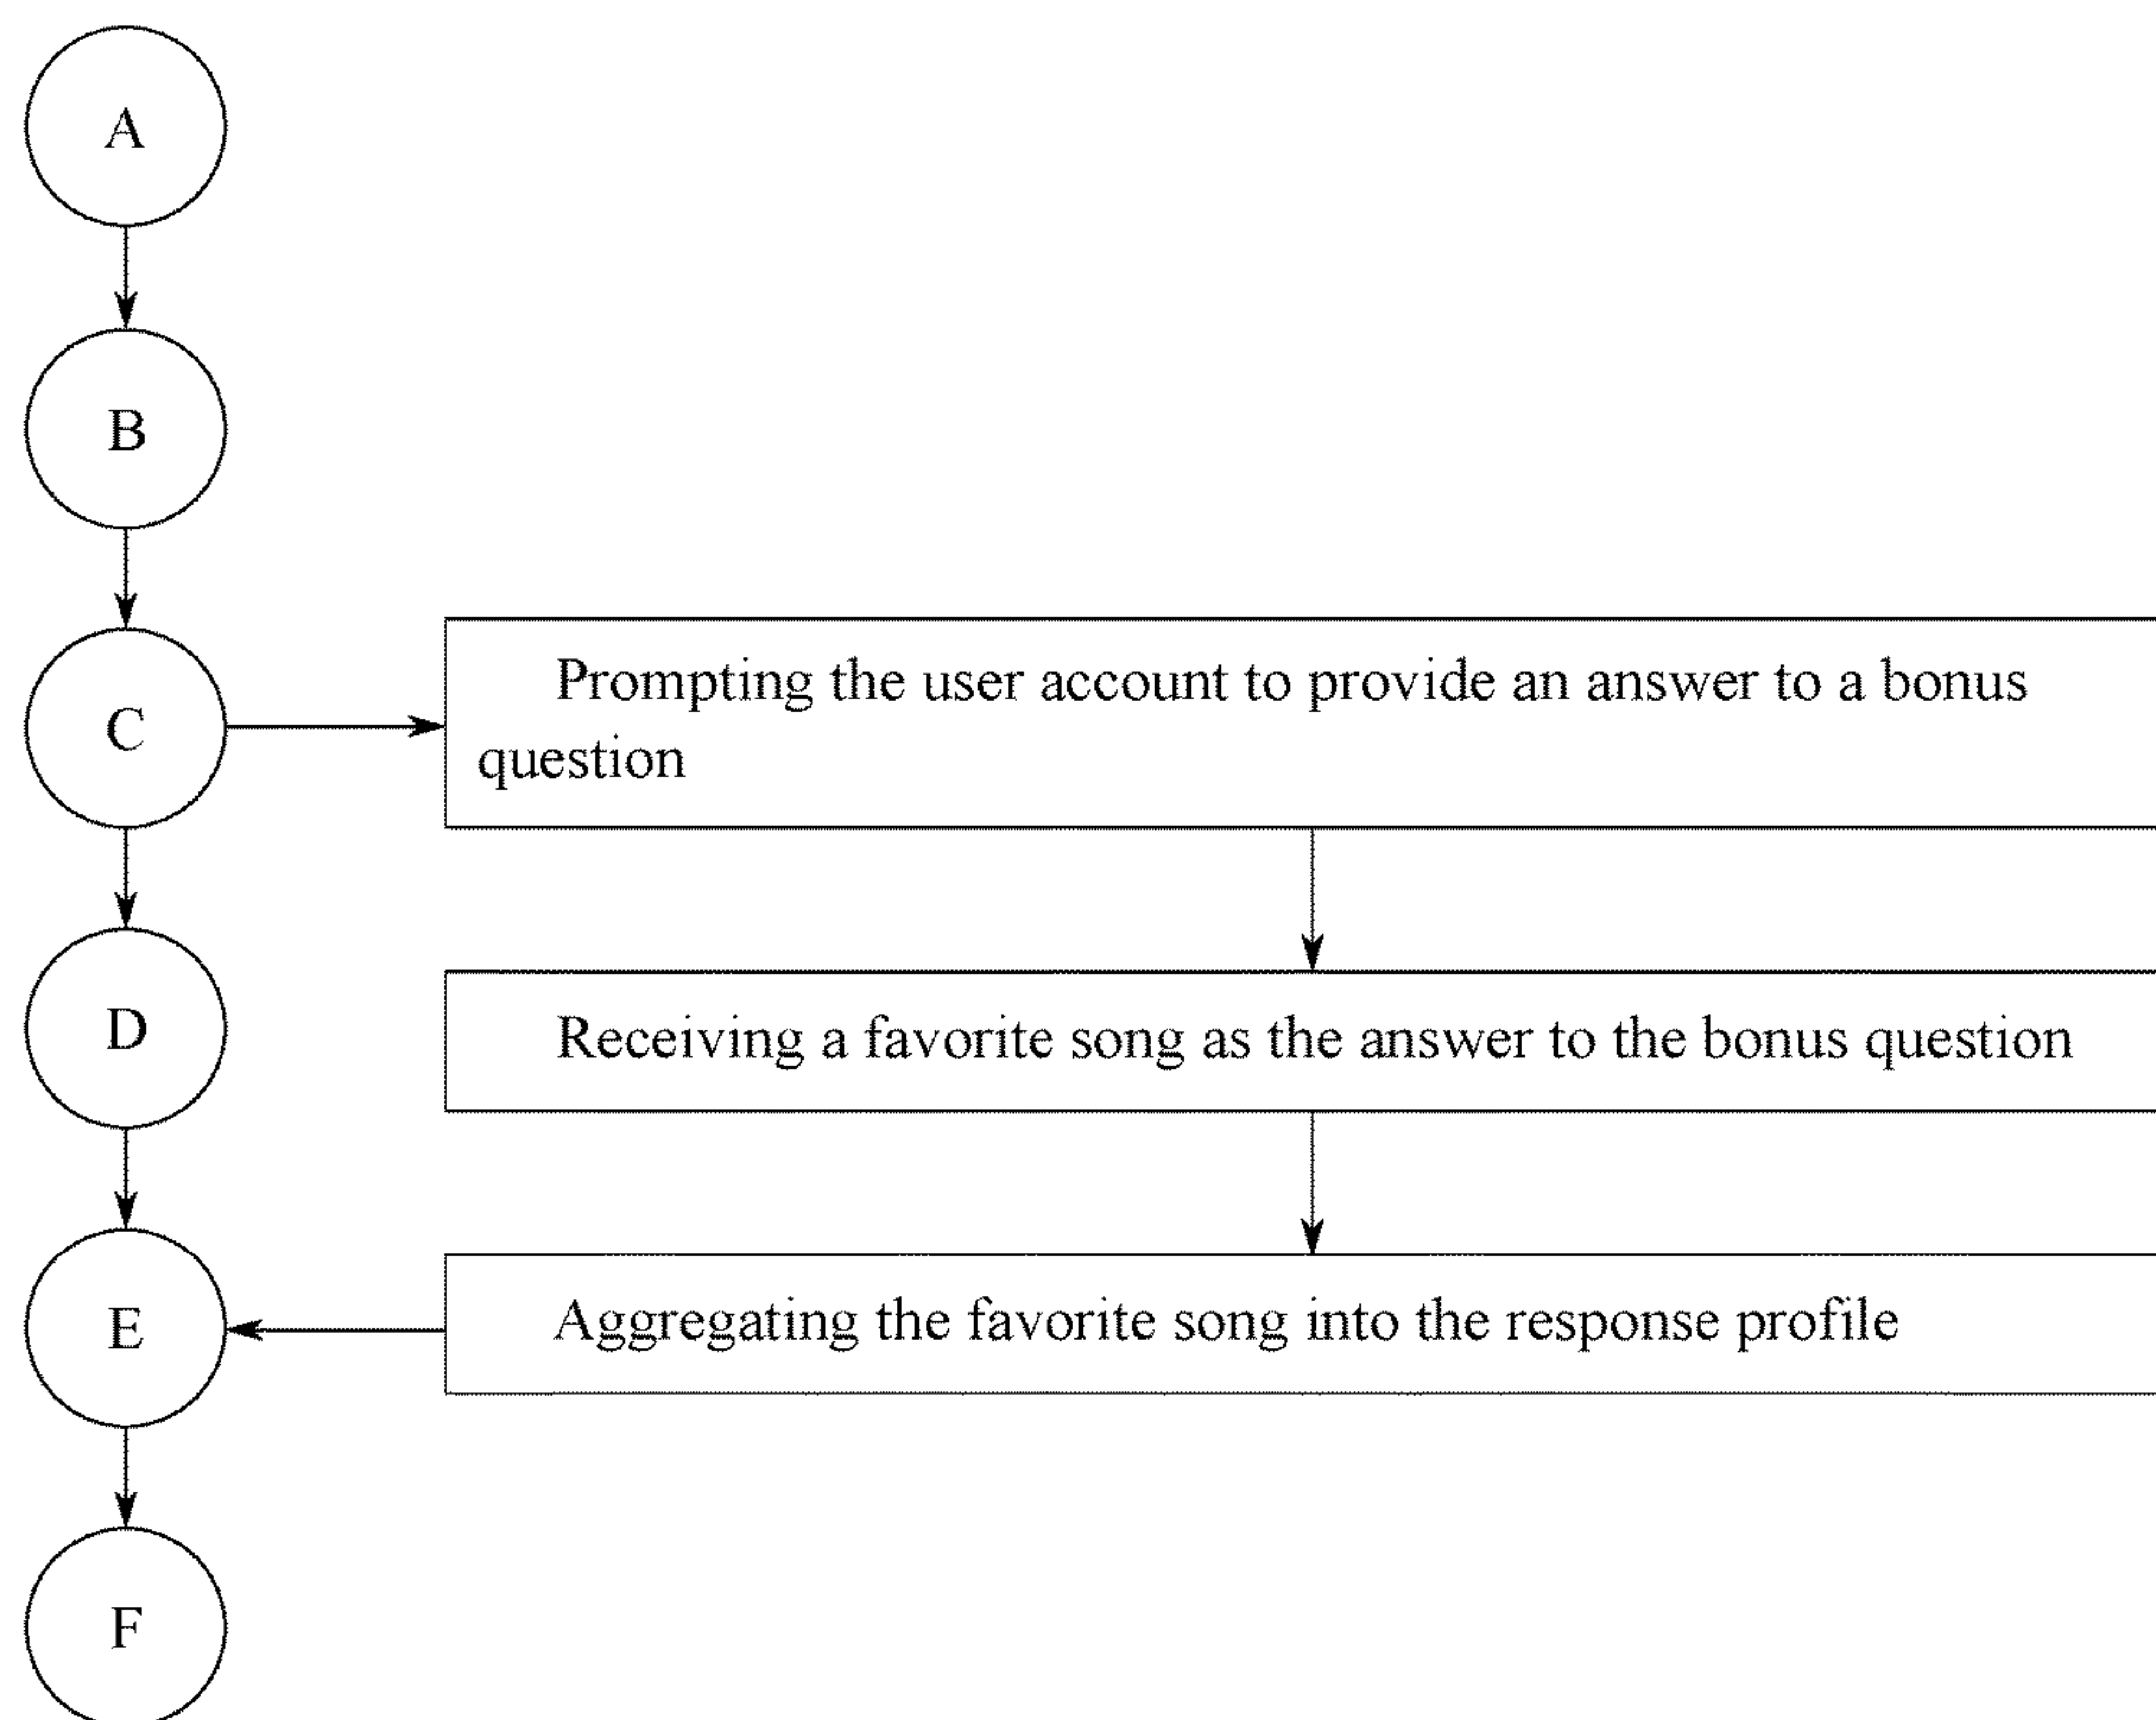 A
B
C
Prompting the user account to provide an answer to a bonus
question
D
Receiving a favorite song as the answer to the bonus question
E
Aggregating the favorite song into the response profile
F